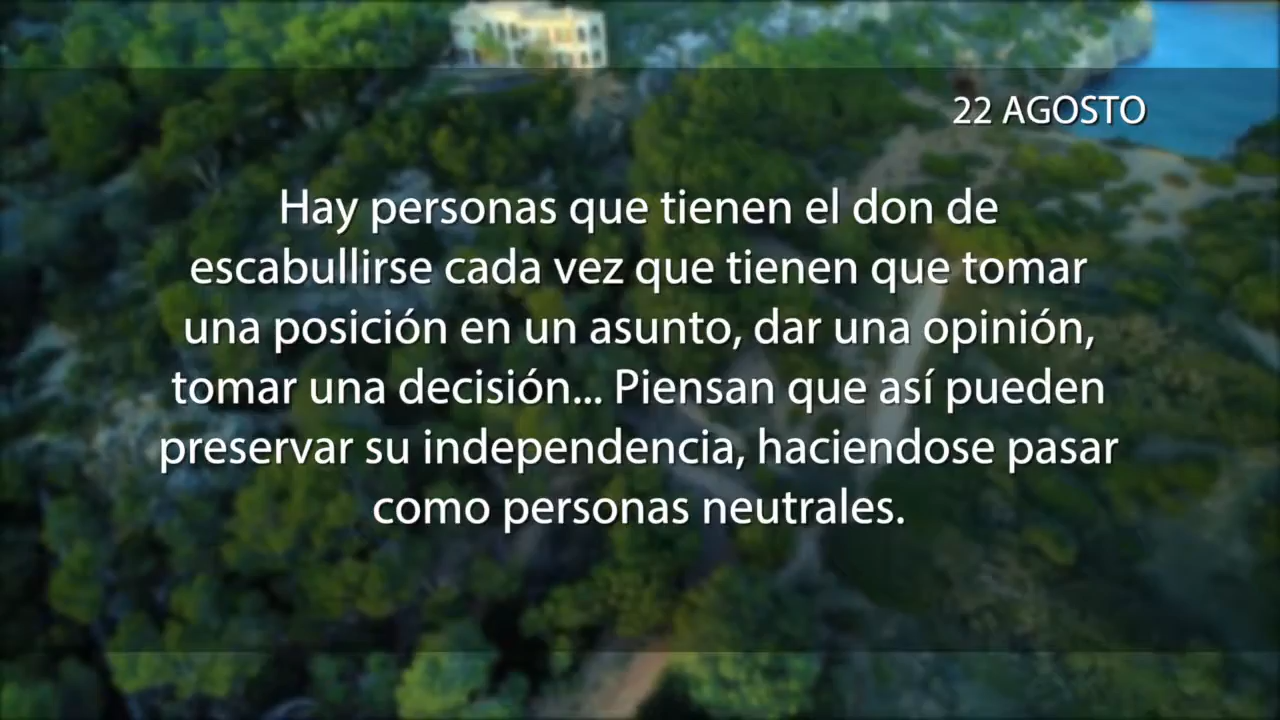 22 AGOSTO
Hay personas que tienen el don de
escabullirse cada vez que tienen que tomar
una posición en un asunto, dar una opinión,
tomar una decisión... Piensan que así pueden
preservar su independencia, haciendose pasar
como personas neutrales.